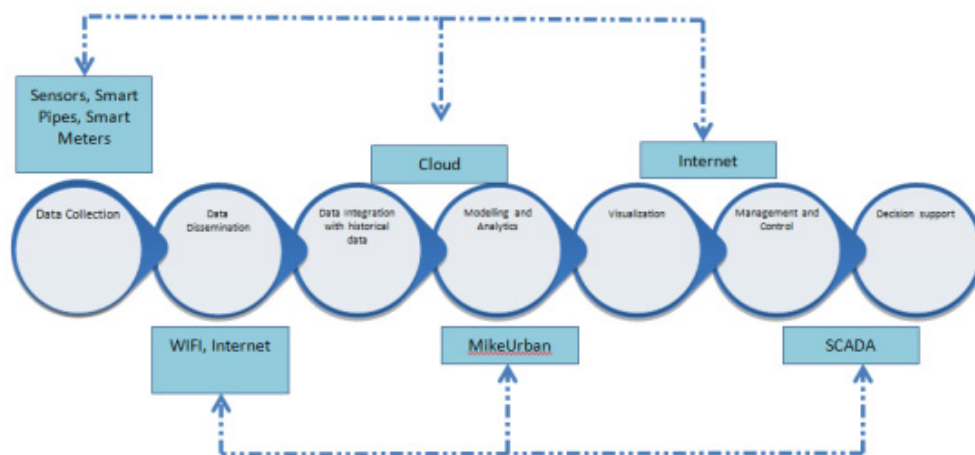 Sensors, Smart
Pipes, Smart
Meters
Cloud
Internet
Data Collection
Data
Dissemination
Data Integration
with historical
data
Modelling and
Analytics
Visualization
Management and
Control
Decision support
WIFI, Internet
MikeUrban
SCADA